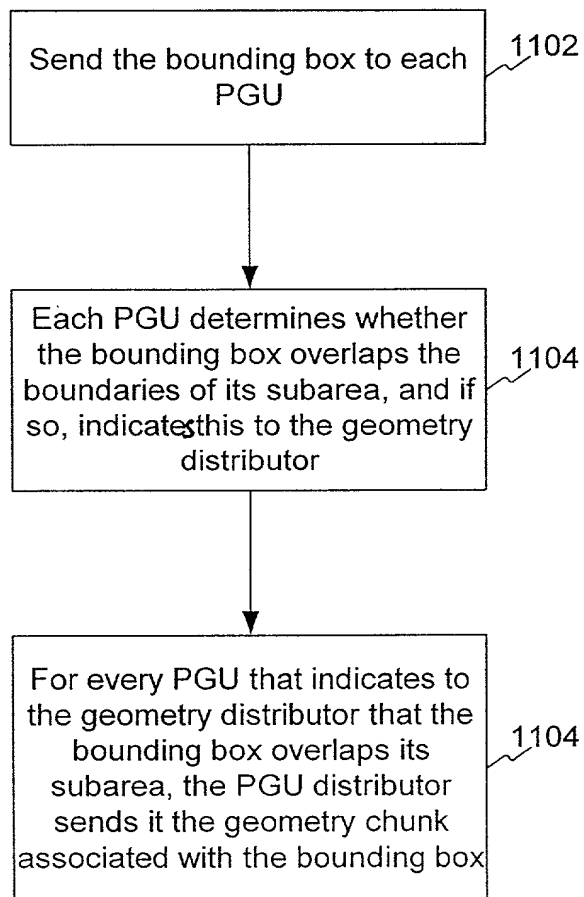 Send the bounding box to each
PGU
1102
Each PGU determines whether
the bounding box overlaps the
boundaries of its subarea, and if
so, indicates this to the geometry
distributor
1104
For every PGU that indicates to
the geometry distributor that the
bounding box overlaps its
subarea, the PGU distributor
sends it the geometry chunk
associated with the bounding box
1104